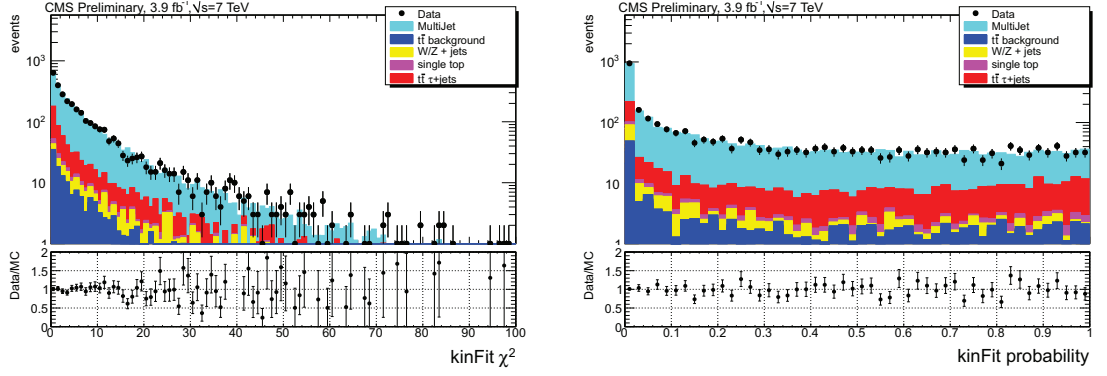 CMS Preliminary, 3.9 fb⁻¹, √s=7 TeV
events
10³
10²
10
1
Data
MultiJet
tt̄ background
W/Z + jets
single top
tt̄ τ+jets
Data/MC
2
1.5
1
0.5
0
0 10 20 30 40 50 60 70 80 90 100
kinFit χ²
CMS Preliminary, 3.9 fb⁻¹, √s=7 TeV
events
10³
10²
10
1
Data
MultiJet
tt̄ background
W/Z + jets
single top
tt̄ τ+jets
Data/MC
2
1.5
1
0.5
0
0 0.1 0.2 0.3 0.4 0.5 0.6 0.7 0.8 0.9 1
kinFit probability